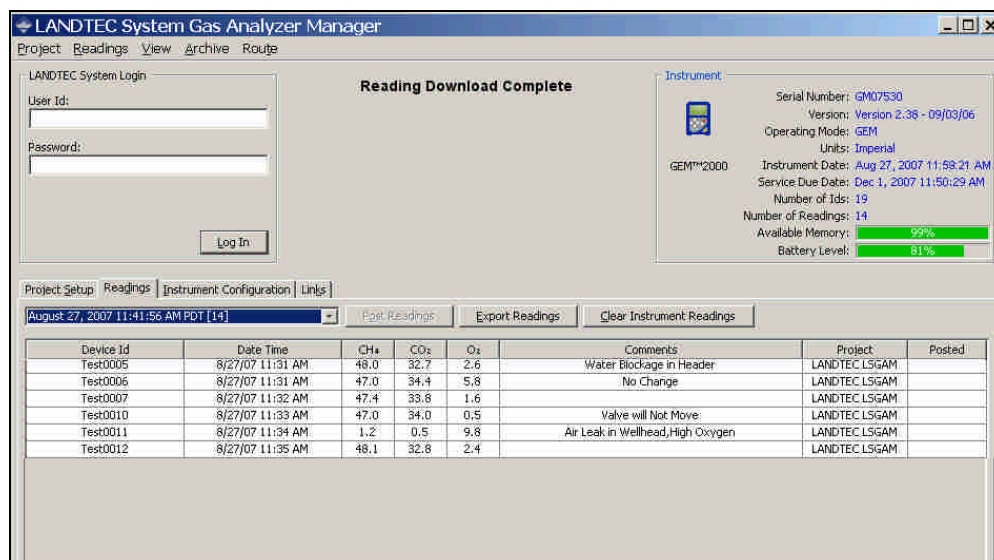 LANDTEC System Gas Analyzer Manager
Project Readings View Archive Route
LANDTEC System Login
User Id:
Password:
Log In
Reading Download Complete
Instrument
GEM™2000
Serial Number: GM07530
Version: Version 2.38 - 09/03/06
Operating Mode: GEM
Units: Imperial
Instrument Date: Aug 27, 2007 11:59:21 AM
Service Due Date: Dec 1, 2007 11:50:29 AM
Number of Ids: 19
Number of Readings: 14
Available Memory: 99%
Battery Level: 81%
Project Setup Readings Instrument Configuration Links
August 27, 2007 11:41:56 AM PDT [14] Post Readings Export Readings Clear Instrument Readings
Device Id Date Time CH₄ CO₂ O₂ Comments Project Posted
Test0005 8/27/07 11:31 AM 48.0 32.7 2.6 Water Blockage in Header LANDTEC LSGAM
Test0006 8/27/07 11:31 AM 47.0 34.4 5.8 No Change LANDTEC LSGAM
Test0007 8/27/07 11:32 AM 47.4 33.8 1.6 LANDTEC LSGAM
Test0010 8/27/07 11:33 AM 47.0 34.0 0.5 Valve will Not Move LANDTEC LSGAM
Test0011 8/27/07 11:34 AM 1.2 0.5 9.8 Air Leak in Wellhead,High Oxygen LANDTEC LSGAM
Test0012 8/27/07 11:35 AM 48.1 32.8 2.4 LANDTEC LSGAM